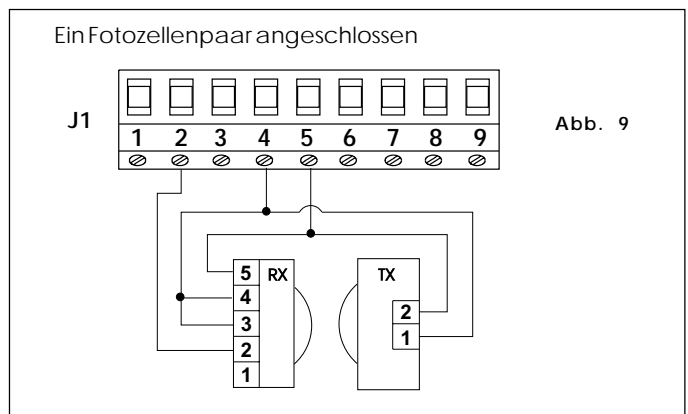 Ein Fotozellenpaar angeschlossen
J1
1 2 3 4 5 6 7 8 9
Abb. 9
5 RX
4
3
2
1
TX
2
1